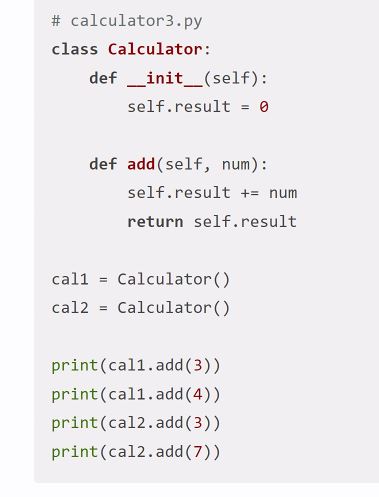 # calculator3.py
class Calculator:
    def __init__(self):
        self.result = 0

    def add(self, num):
        self.result += num
        return self.result

cal1 = Calculator()
cal2 = Calculator()

print(cal1.add(3))
print(cal1.add(4))
print(cal2.add(3))
print(cal2.add(7))